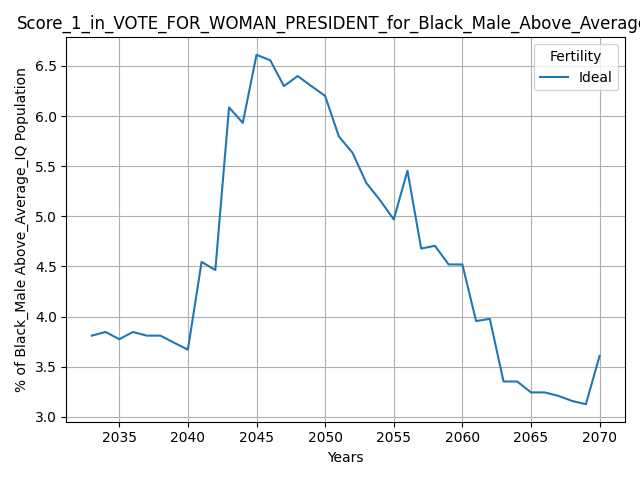 Score_1_in_VOTE_FOR_WOMAN_PRESIDENT_for_Black_Male_Above_Average
Fertility
Ideal
% of Black_Male Above_Average_IQ Population
6.5
6.0
5.5
5.0
4.5
4.0
3.5
3.0
2035 2040 2045 2050 2055 2060 2065 2070
Years